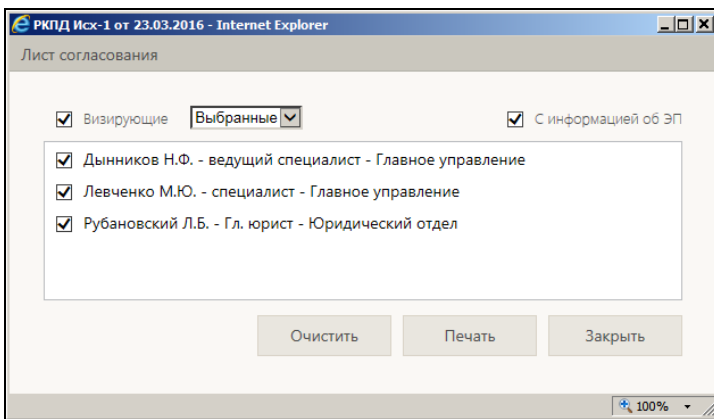 РКПД Исх-1 от 23.03.2016 - Internet Explorer
Лист согласования
Визирующие Выбранные С информацией об ЭП
Дынников Н.Ф. - ведущий специалист - Главное управление
Левченко М.Ю. - специалист - Главное управление
Рубановский Л.Б. - Гл. юрист - Юридический отдел
Очистить Печать Закрыть
100%